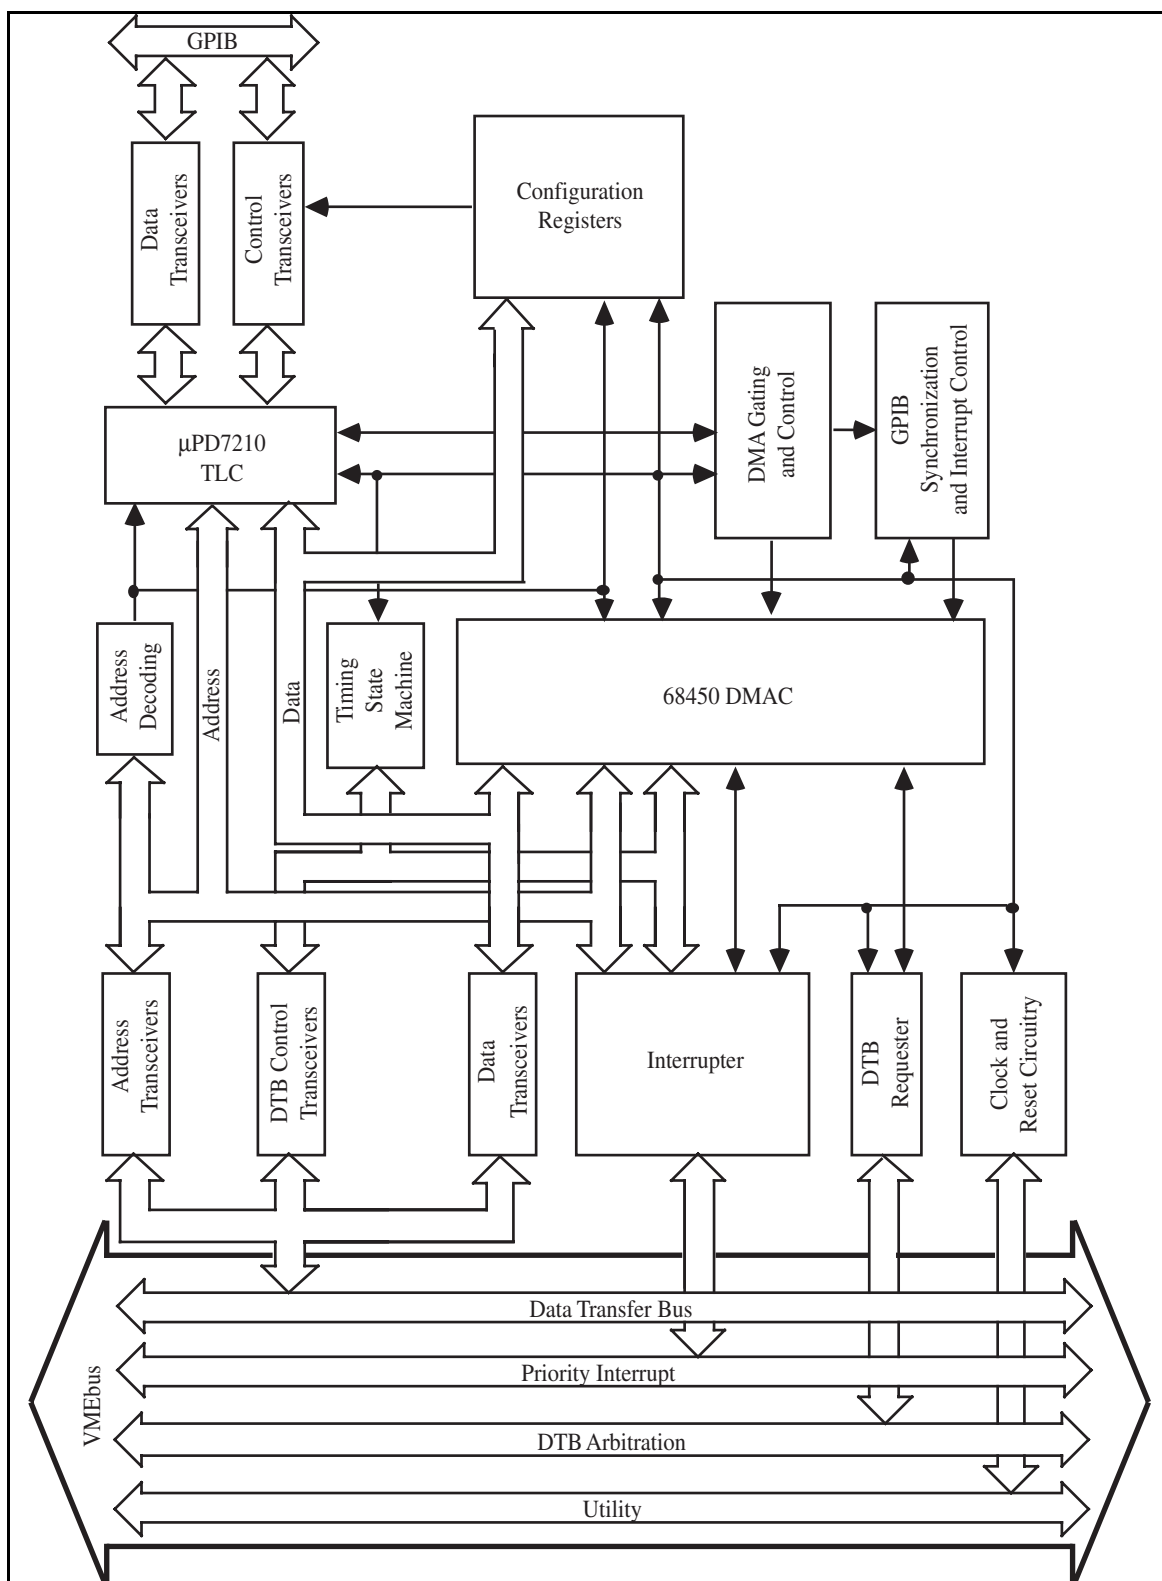 GPIB
Data
Transceivers
Control
Transceivers
Configuration
Registers
µPD7210
TLC
DMA Gating
and Control
GPIB
Synchronization
and Interrupt Control
Address
Decoding
Address
Data
Timing
State
Machine
68450 DMAC
Address
Transceivers
DTB Control
Transceivers
Data
Transceivers
Interrupter
DTB
Requester
Clock and
Reset Circuitry
VMEbus
Data Transfer Bus
Priority Interrupt
DTB Arbitration
Utility